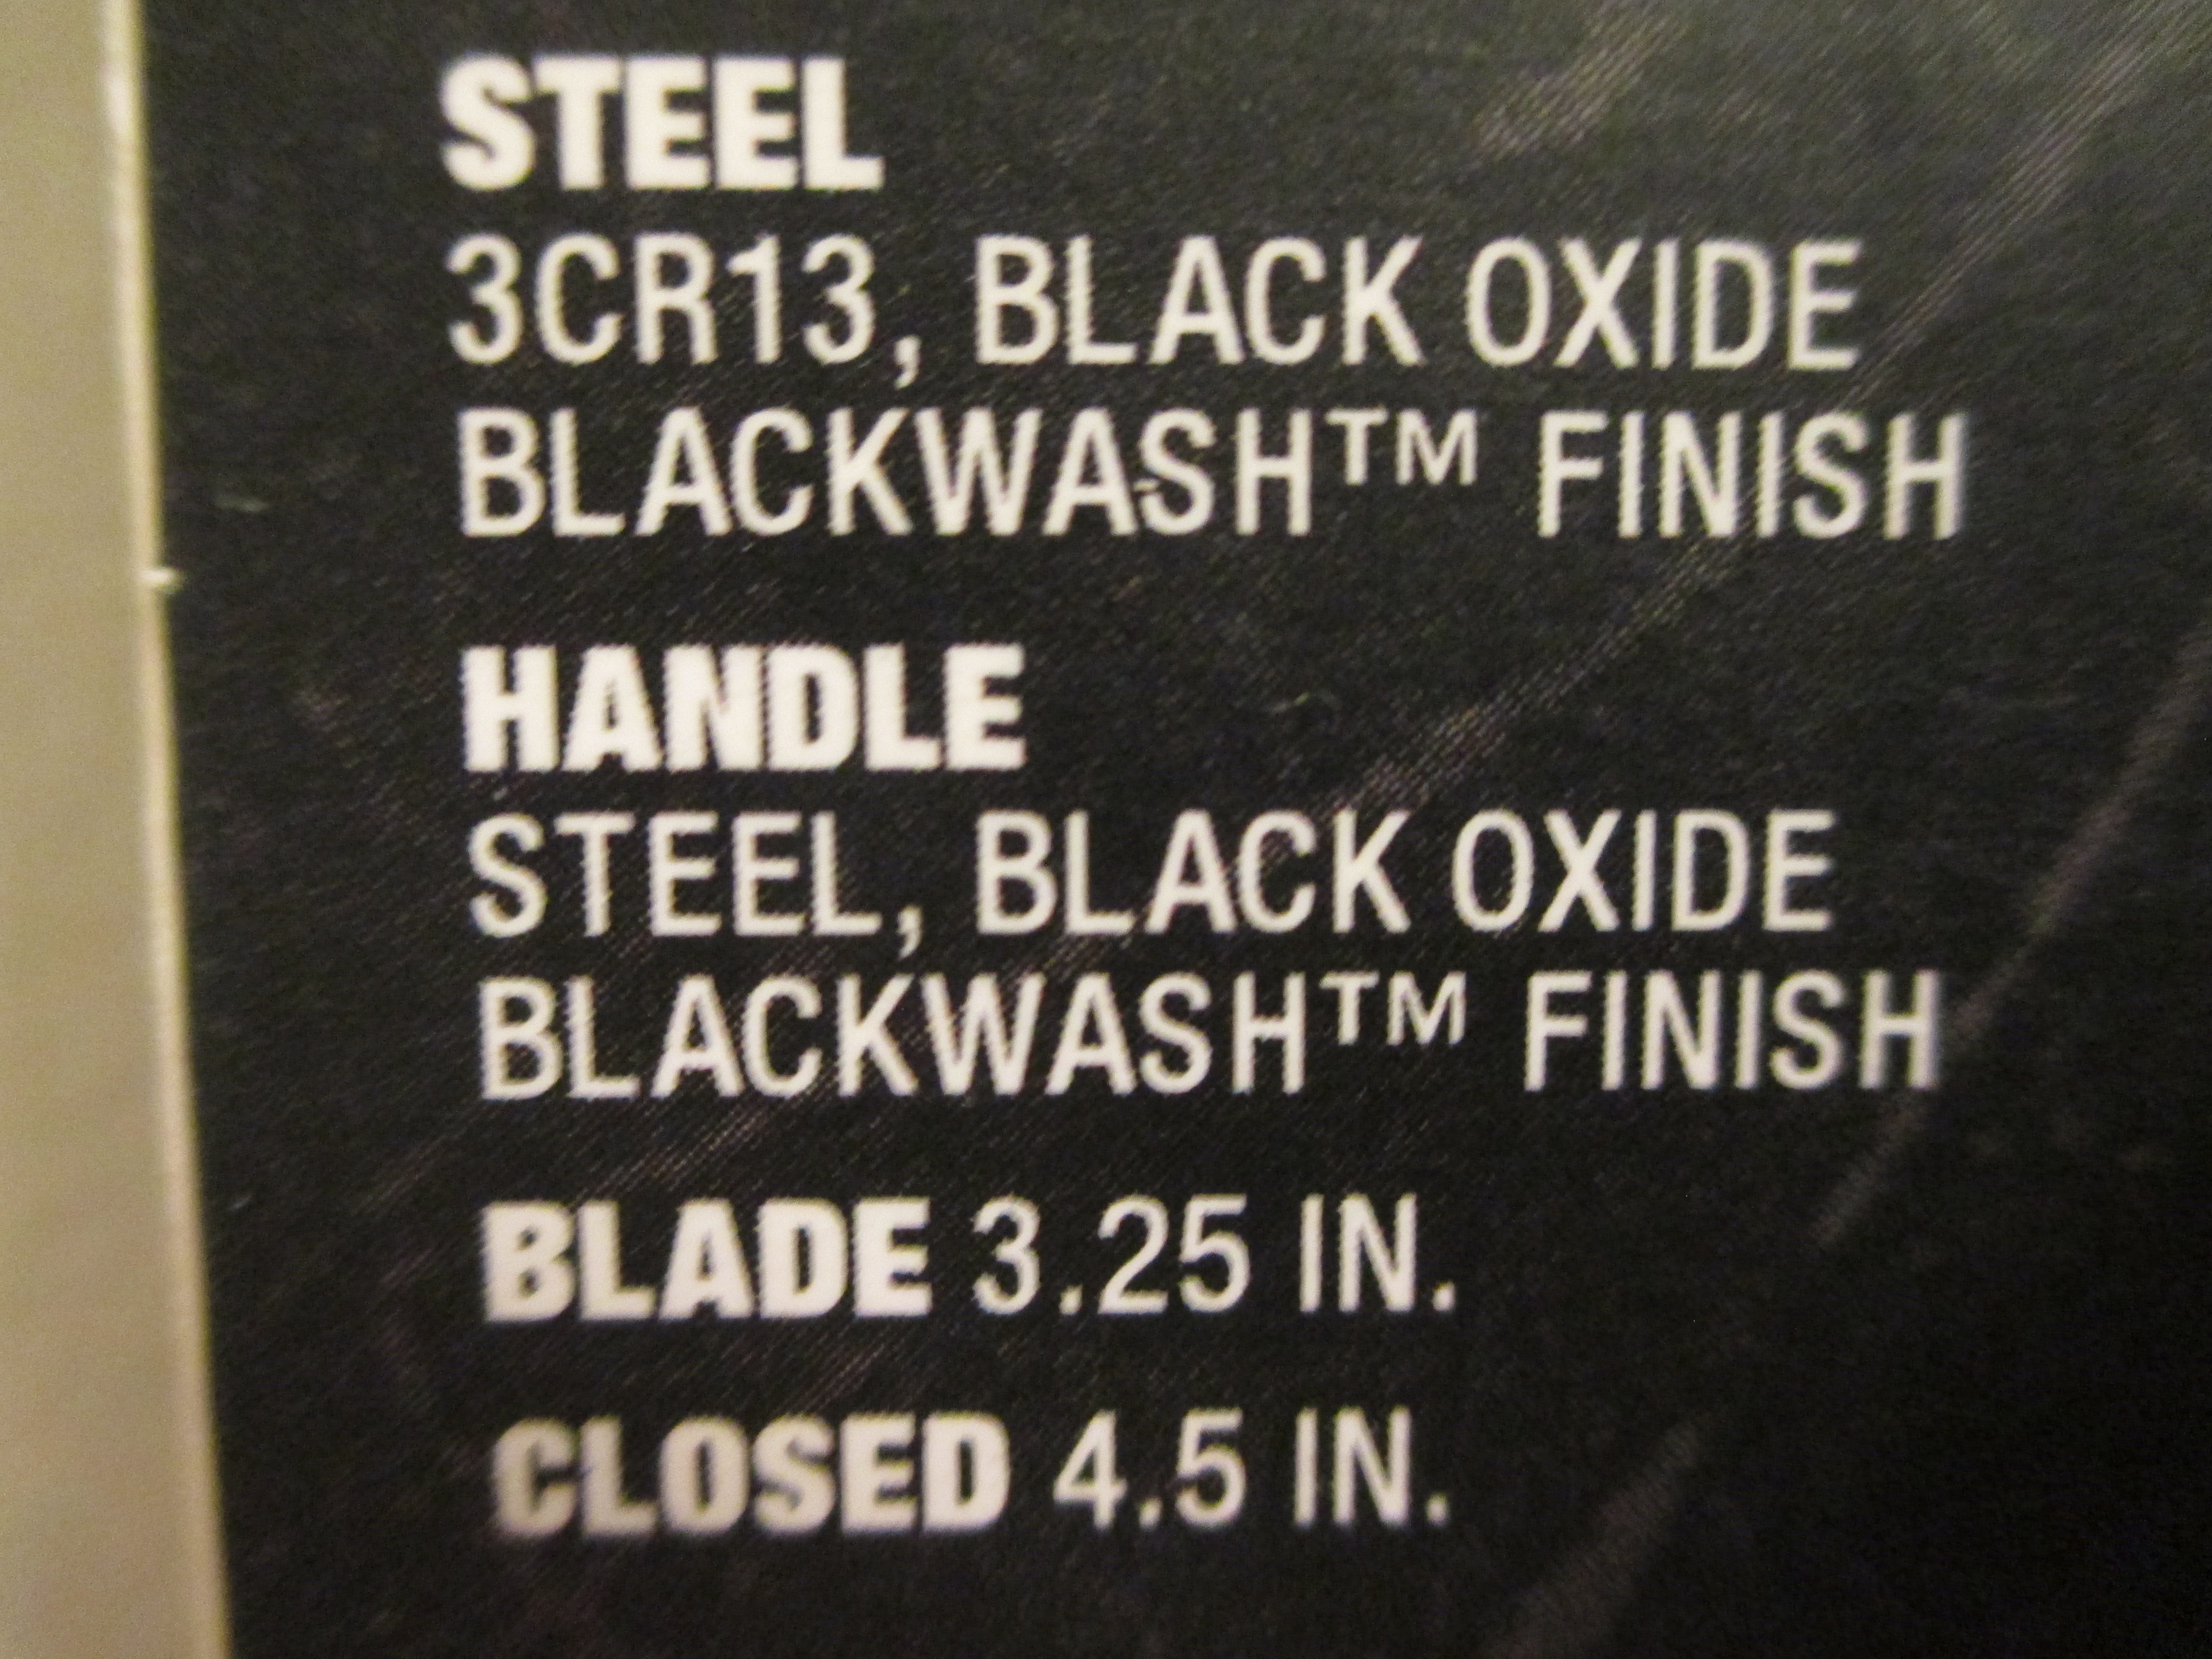 STEEL
3CR13, BLACK OXIDE
BLACKWASH™ FINISH
HANDLE
STEEL, BLACK OXIDE
BLACKWASH™ FINISH
BLADE 3.25 IN.
CLOSED 4.5 IN.